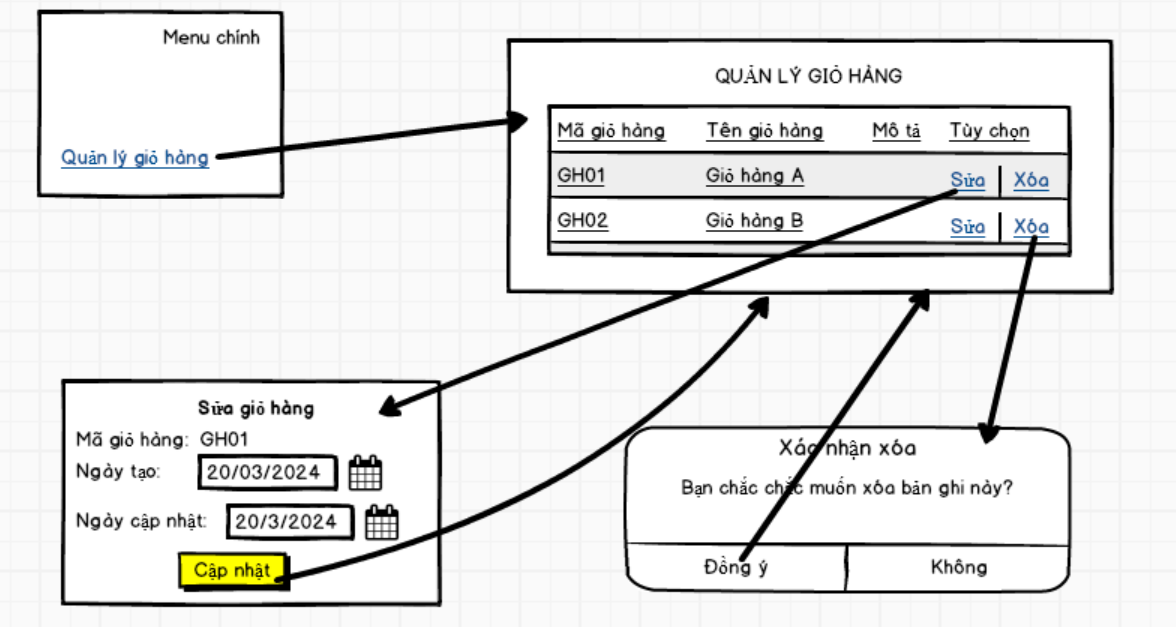 Menu chính
Quản lý giỏ hàng
QUẢN LÝ GIỎ HÀNG
Mã giỏ hàng Tên giỏ hàng Mô tả Tùy chọn
GH01 Giỏ hàng A Sửa Xóa
GH02 Giỏ hàng B Sửa Xóa
Sửa giỏ hàng
Mã giỏ hàng: GH01
Ngày tạo: 20/03/2024
Ngày cập nhật: 20/3/2024
Cập nhật
Xác nhận xóa
Bạn chắc chắc muốn xóa bản ghi này?
Đồng ý Không